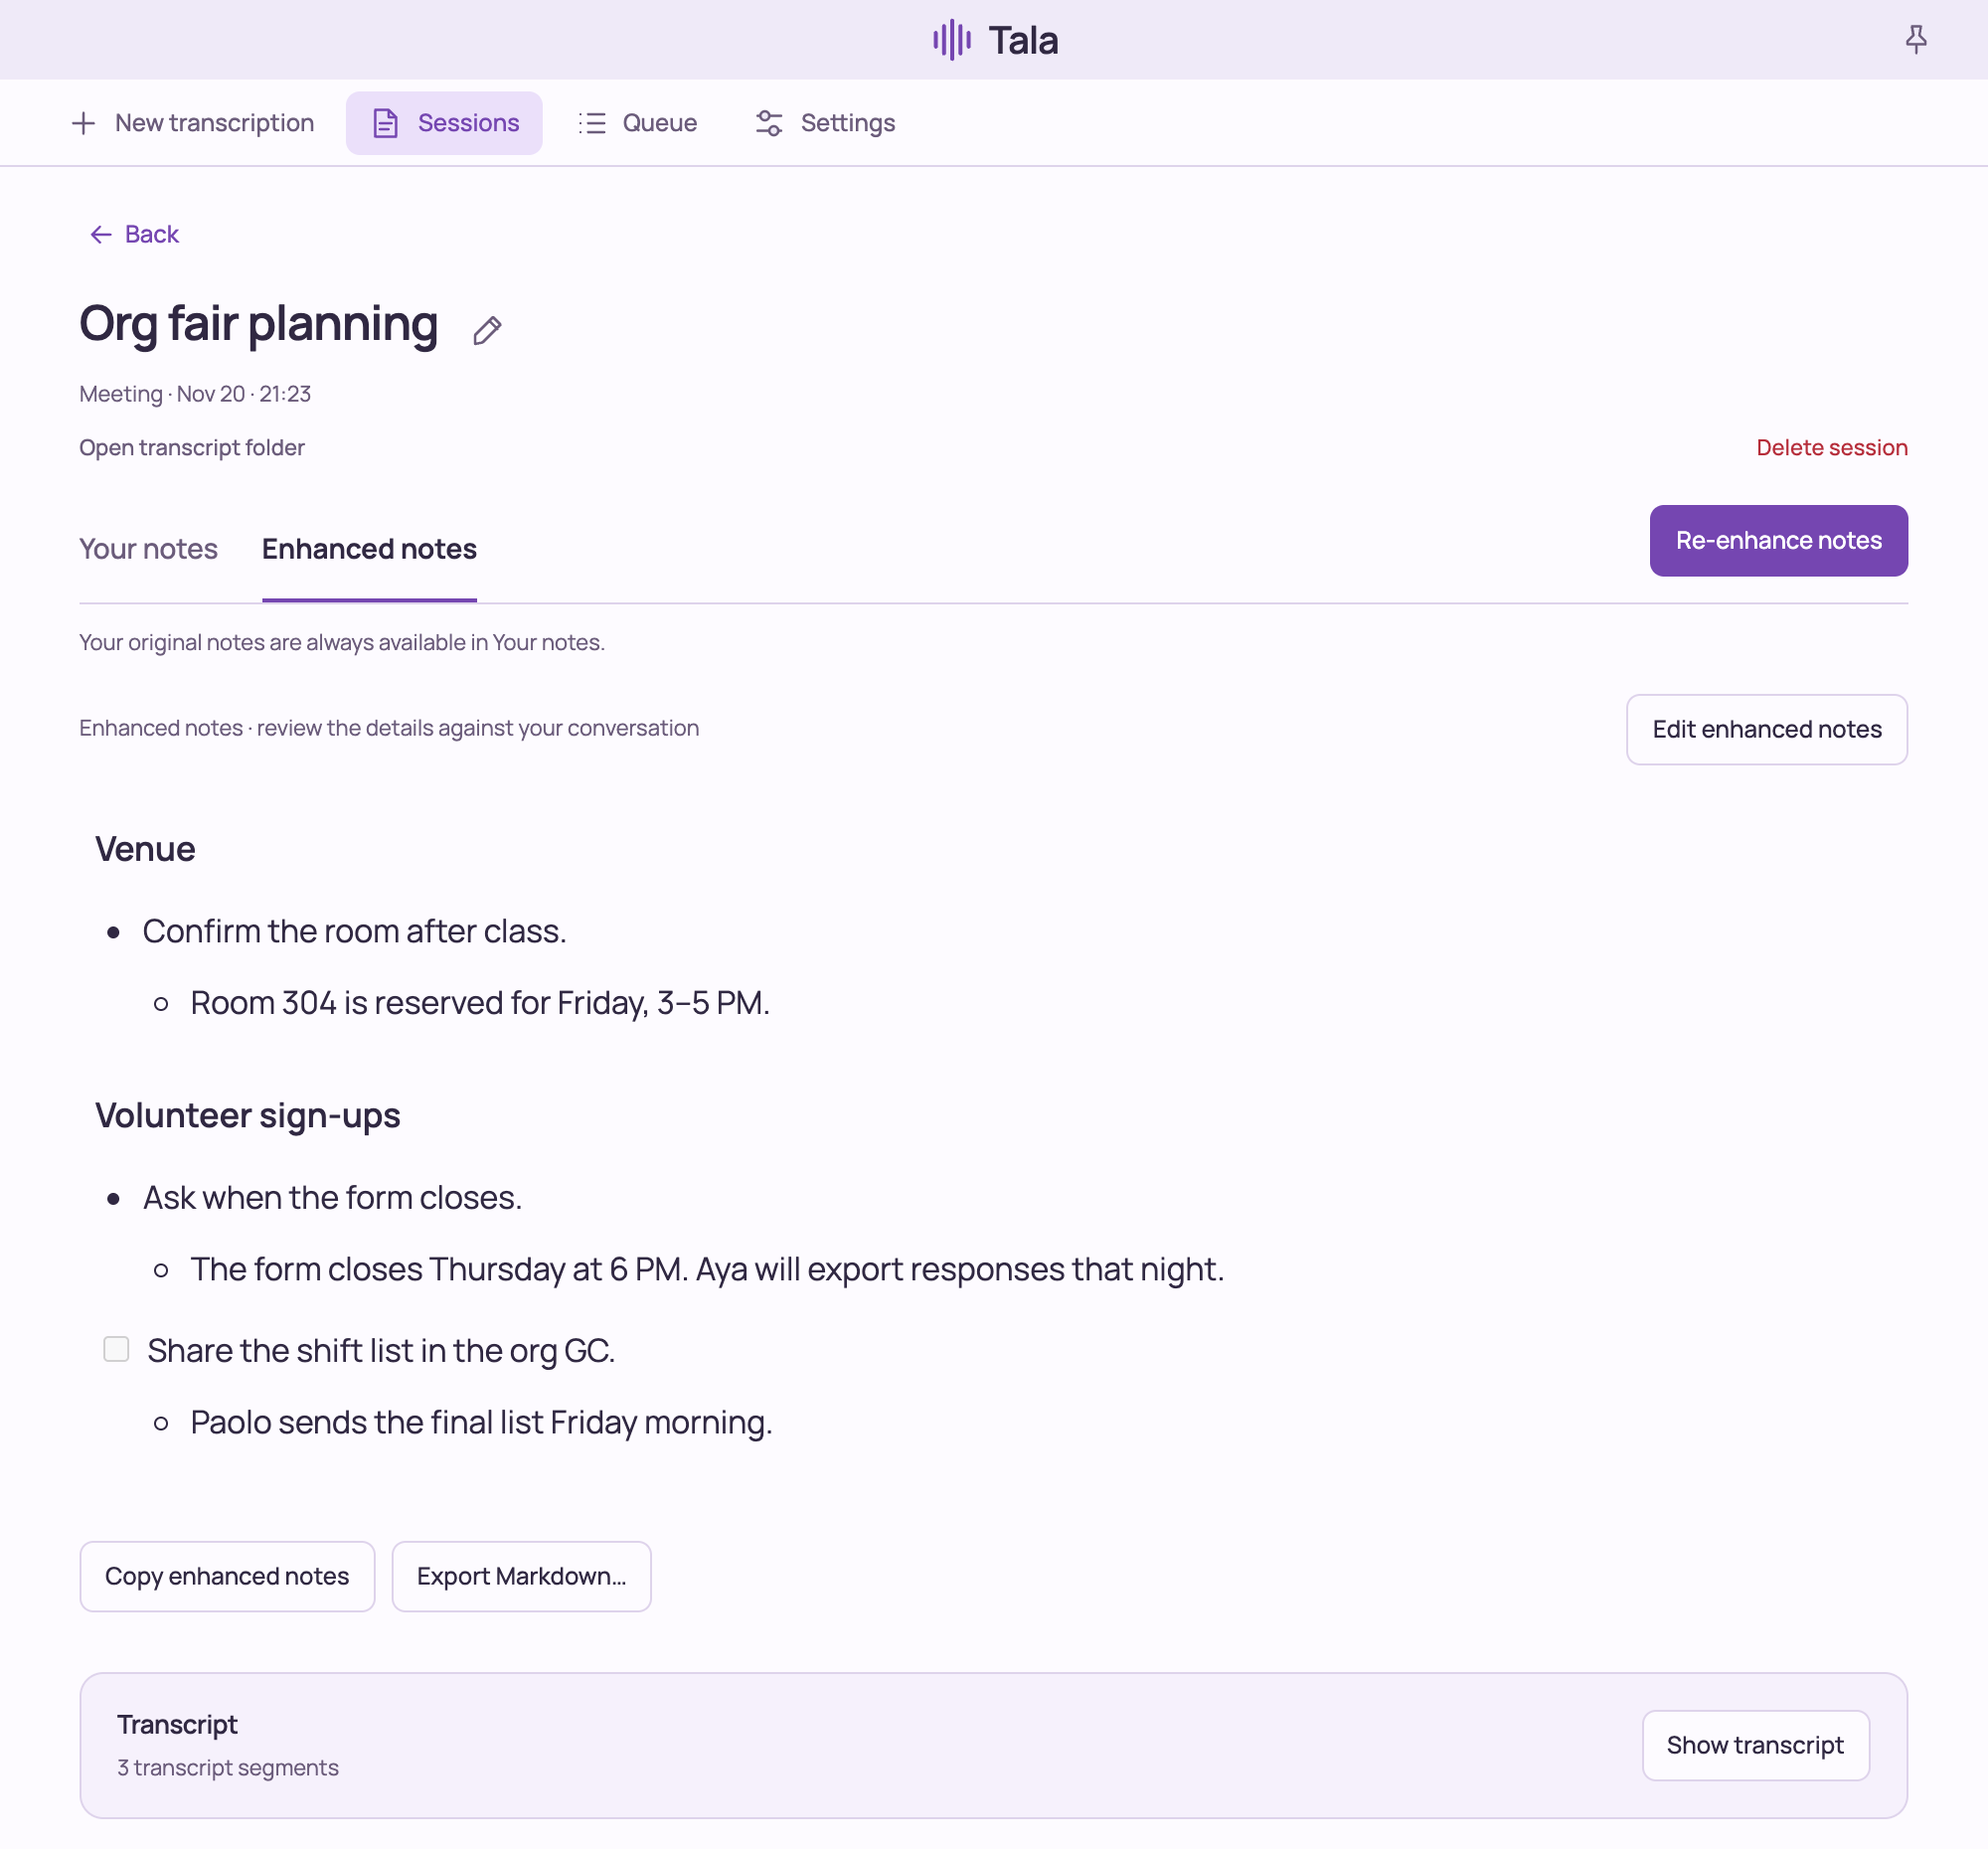 Tala
New transcription
Sessions
Queue
Settings
Back
Org fair planning
Meeting · Nov 20 · 21:23
Open transcript folder
Delete session
Your notes
Enhanced notes
Re-enhance notes
Your original notes are always available in Your notes.
Enhanced notes · review the details against your conversation
Edit enhanced notes
Venue
Confirm the room after class.
Room 304 is reserved for Friday, 3–5 PM.
Volunteer sign-ups
Ask when the form closes.
The form closes Thursday at 6 PM. Aya will export responses that night.
Share the shift list in the org GC.
Paolo sends the final list Friday morning.
Copy enhanced notes
Export Markdown...
Transcript
3 transcript segments
Show transcript